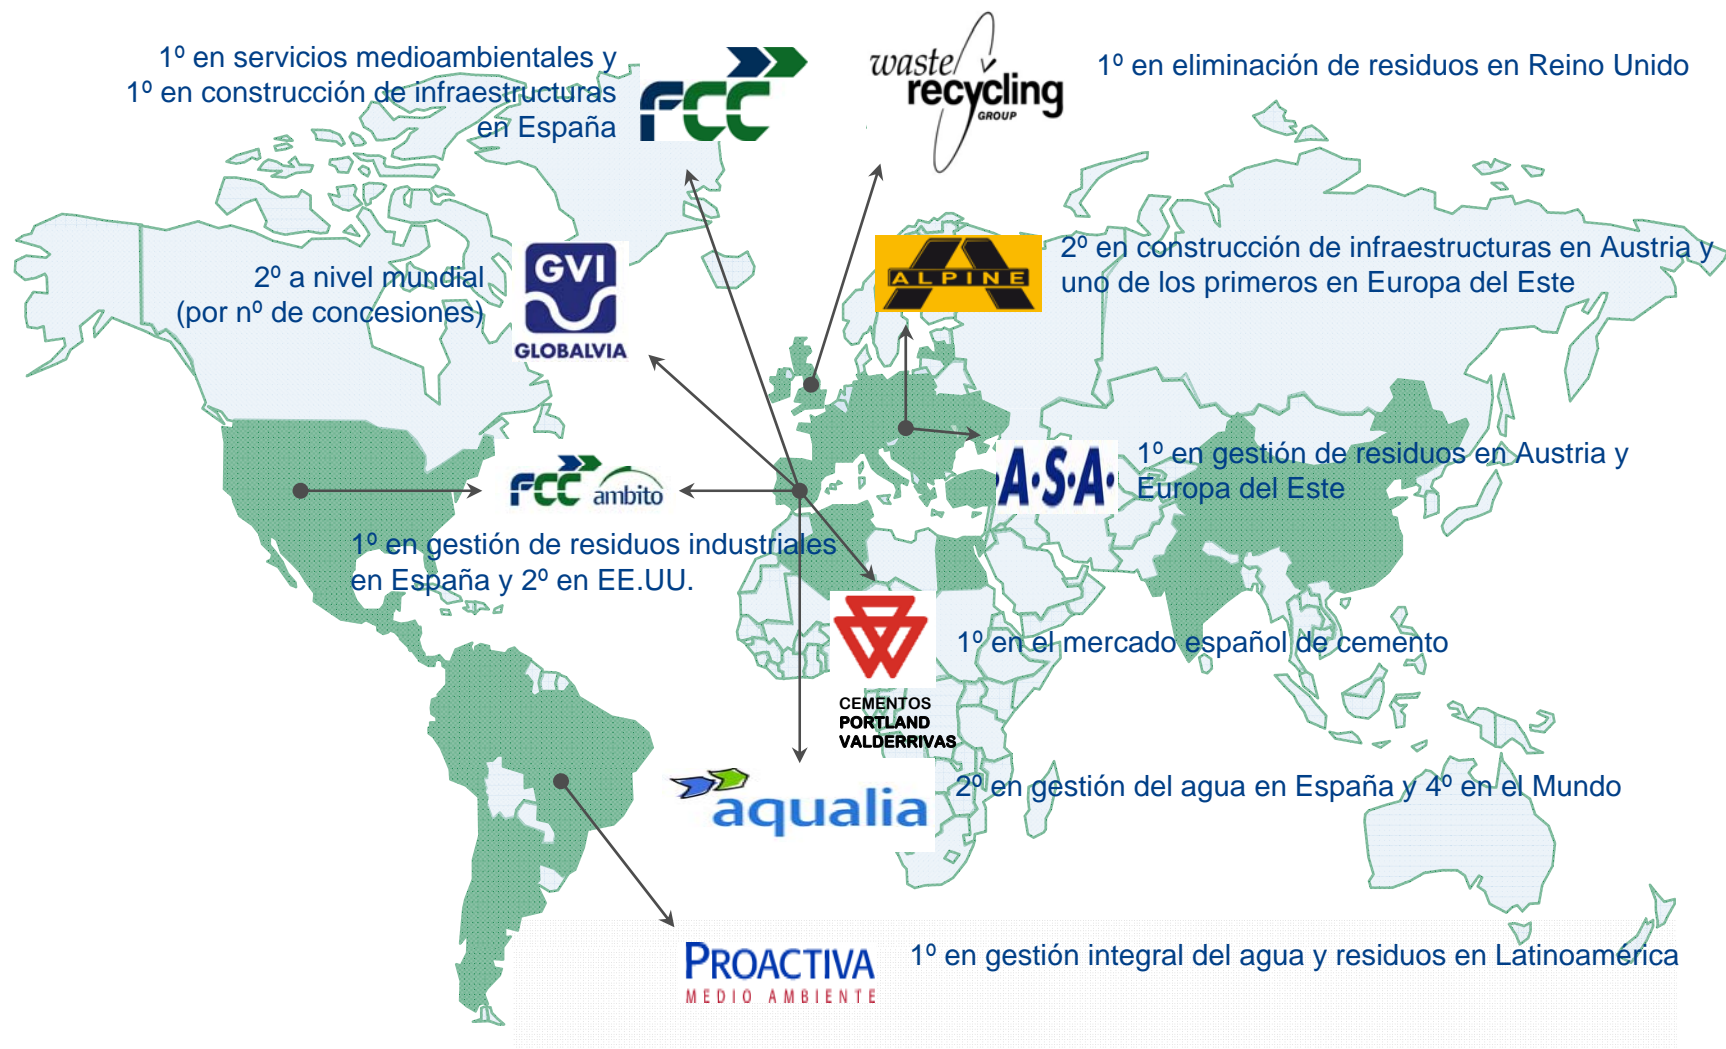 1º en servicios medioambientales y
1º en construcción de infraestructuras
en España
FCC
waste
recycling
GROUP
1º en eliminación de residuos en Reino Unido
2º a nivel mundial
(por nº de concesiones)
GVI
GLOBALVIA
ALPINE
2º en construcción de infraestructuras en Austria y
uno de los primeros en Europa del Este
FCC ambito
1º en gestión de residuos industriales
en España y 2º en EE.UU.
·A·S·A·
1º en gestión de residuos en Austria y
Europa del Este
1º en el mercado español de cemento
CEMENTOS
PORTLAND
VALDERRIVAS
aqualia
2º en gestión del agua en España y 4º en el Mundo
PROACTIVA
MEDIO AMBIENTE
1º en gestión integral del agua y residuos en Latinoamérica